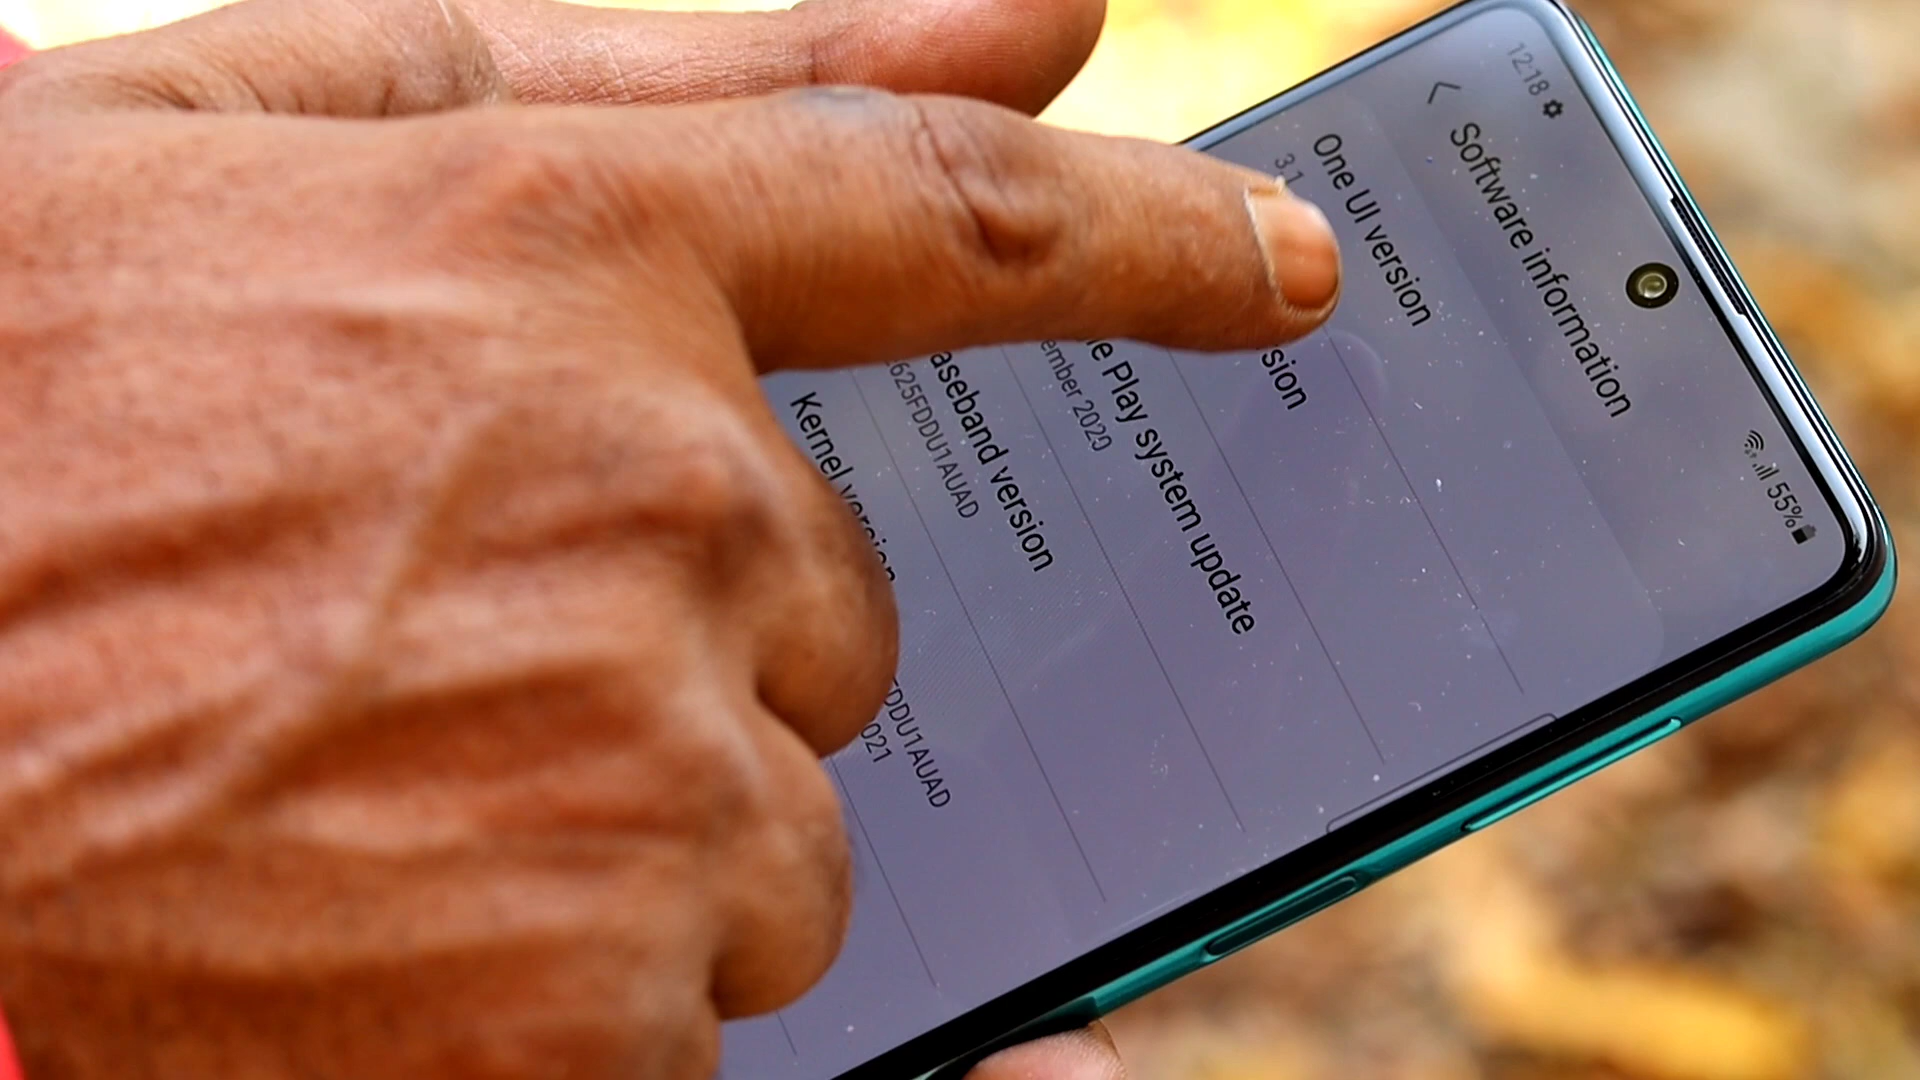 12:18
55%
Software information
One UI version
3.1
sion
Play system update
ember 2020
aseband version
625FDDU1AUAD
Kernel version
DDU1AUAD
021